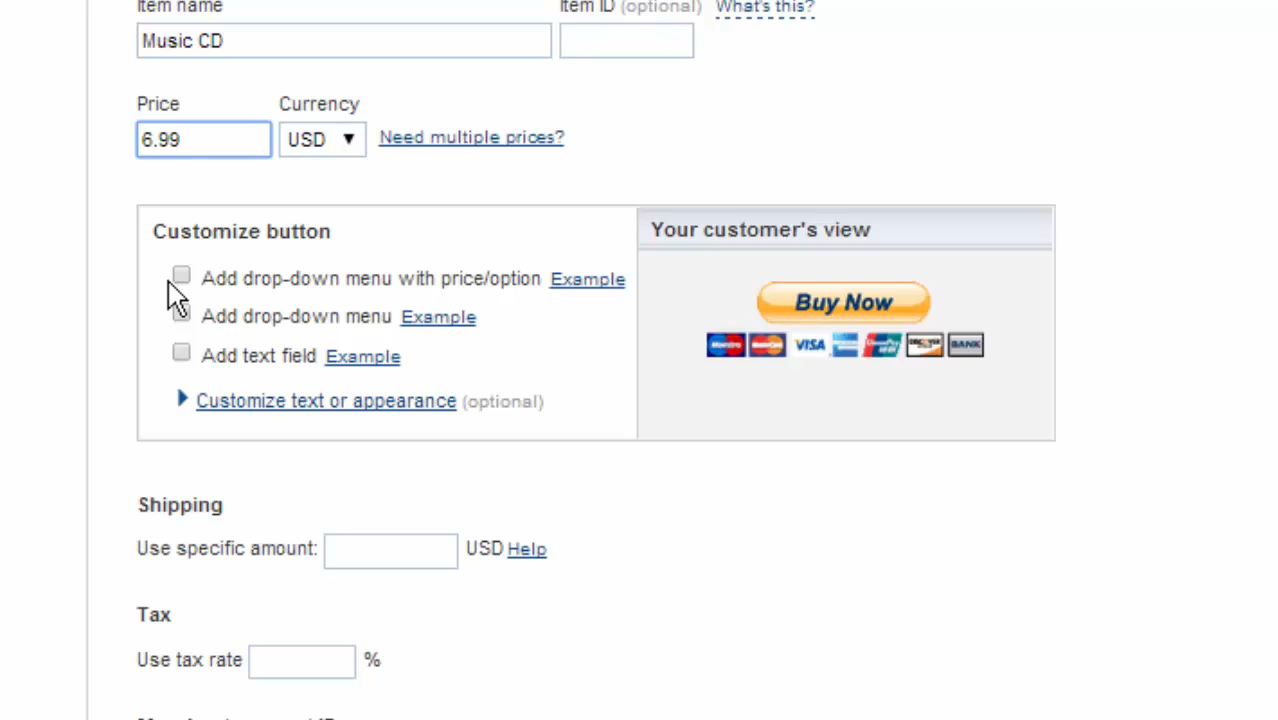 Item name Item ID (optional) What's this?
Music CD
Price Currency
6.99 USD ▼ Need multiple prices?
Customize button
Add drop-down menu with price/option Example
Add drop-down menu Example
Add text field Example
Customize text or appearance (optional)
Your customer's view
Buy Now
Maestro MasterCard VISA DISCOVER BANK
Shipping
Use specific amount: USD Help
Tax
Use tax rate %